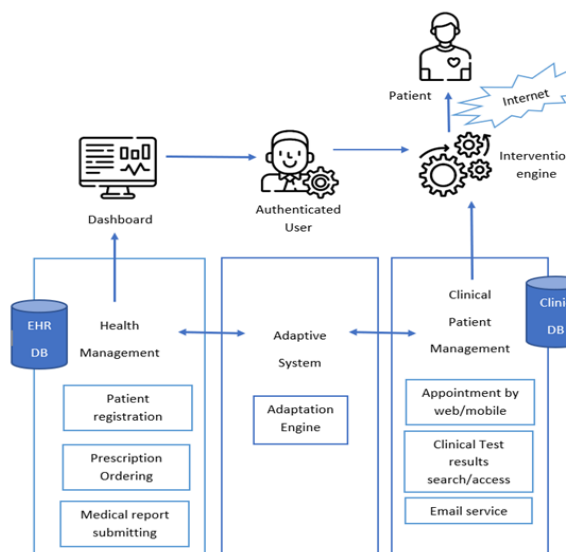 Patient
Internet
Dashboard
Authenticated
User
engine
EHR
DB
Health
Management
Adaptive
System
Clinical
Patient
Management
DB
Patient
registration
Prescription
Ordering
Medical report
submitting
Adaptation
Engine
Appointment by
web/mobile
Clinical Test
results
search/access
Email service